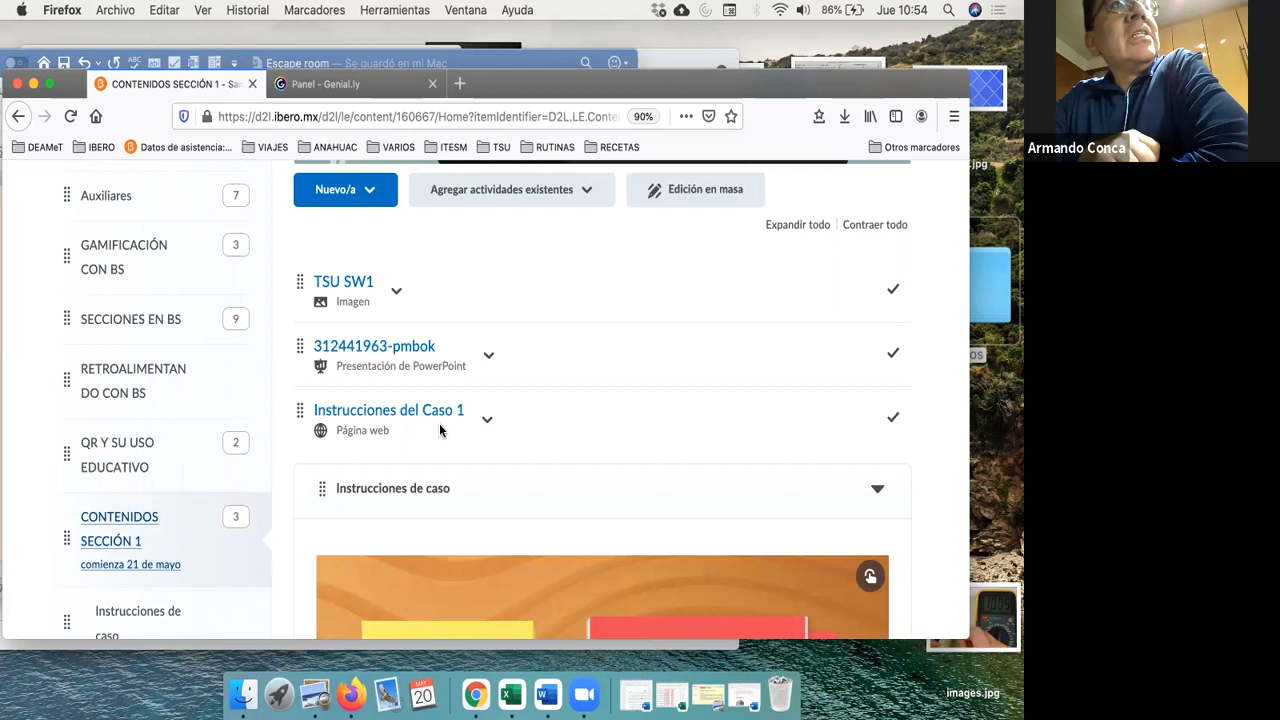 Firefox Archivo Editar Ver Historial Marcadores Herramientas Ventana Ayuda 86% Jue 10:54
Escape room — Se guardó en mi Mac
CONTENIDOS SECCIÓN 1 - Sa
Panel - Genial.ly
https://d2l.ibero.mx/d2l/le/content/160667/Home?itemIdentifier=D2L.LE.Conte 90%
DEAMeT IBERO Datos de asistencia:... VIAJES ANAHUAC VARIOS ITESM TSU RUTINAS RECETAS Otros marcadores
Armando Conca
.jpg
Auxiliares 7
GAMIFICACIÓN CON BS 3
SECCIONES EN BS 9
RETROALIMENTAN
DO CON BS
QR Y SU USO
EDUCATIVO 2
CONTENIDOS
SECCIÓN 1 3
comienza 21 de mayo
Instrucciones de
caso
Nuevo/a Agregar actividades existentes Edición en masa
Expandir todo Contraer todo
TSU SW1
Imagen
312441963-pmbok
Presentación de PowerPoint
Instrucciones del Caso 1
Página web
Instrucciones de caso
OS
images.jpg
MAY
20